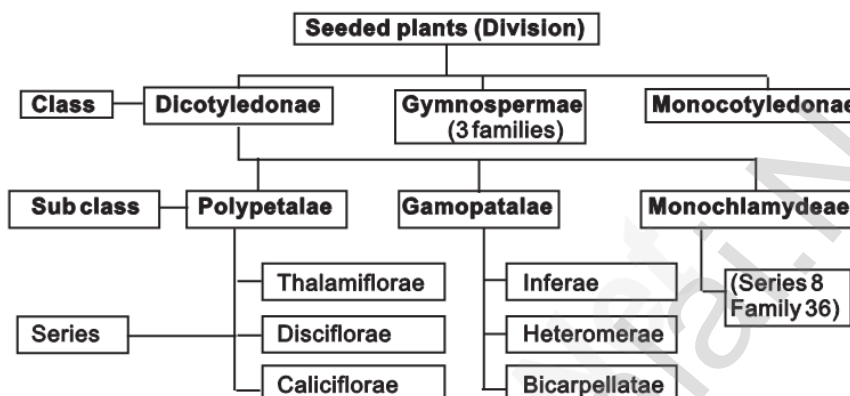 Seeded plants (Division)
Class
Dicotyledonae
Gymnospermae
(3 families)
Monocotyledonae
Sub class
Polypetalae
Gamopatalae
Monochlamydeae
Series
Thalamiflorae
Disciflorae
Caliciflorae
Inferae
Heteromerae
Bicarpellatae
(Series 8
Family 36)